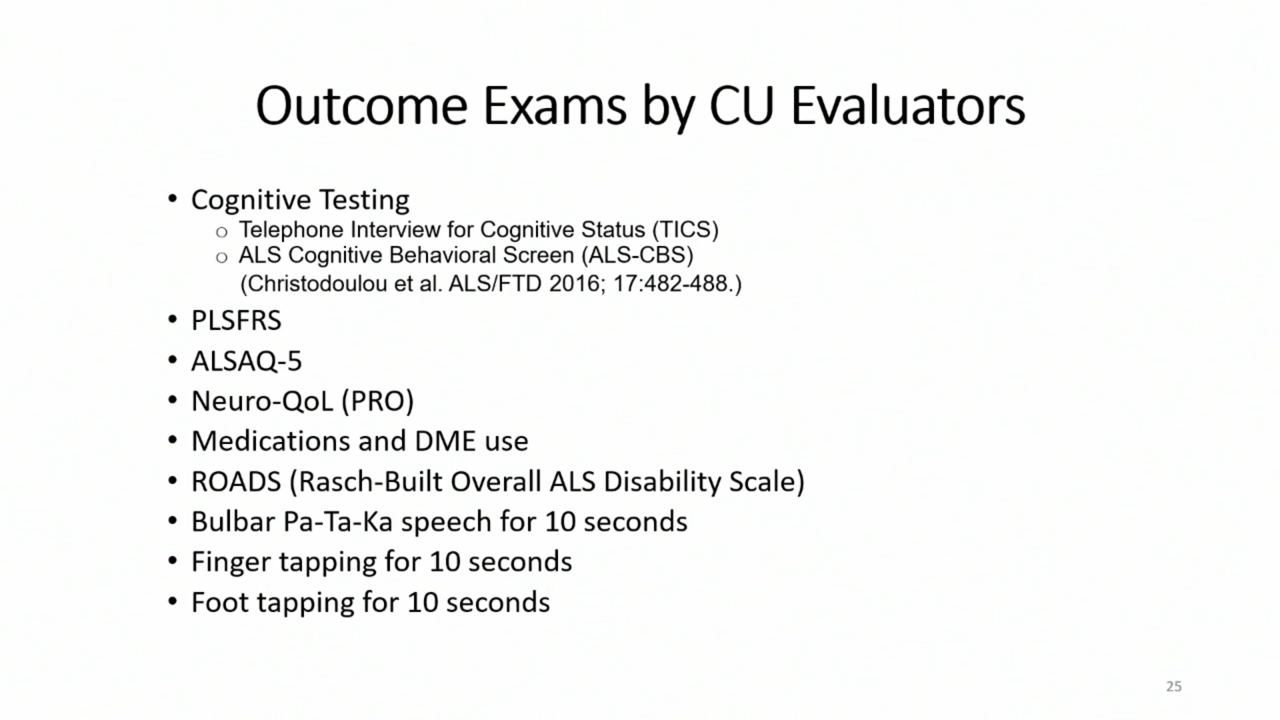 Outcome Exams by CU Evaluators
• Cognitive Testing
○ Telephone Interview for Cognitive Status (TICS)
○ ALS Cognitive Behavioral Screen (ALS-CBS)
(Christodoulou et al. ALS/FTD 2016; 17:482-488.)
• PLSFRS
• ALSAQ-5
• Neuro-QoL (PRO)
• Medications and DME use
• ROADS (Rasch-Built Overall ALS Disability Scale)
• Bulbar Pa-Ta-Ka speech for 10 seconds
• Finger tapping for 10 seconds
• Foot tapping for 10 seconds
25